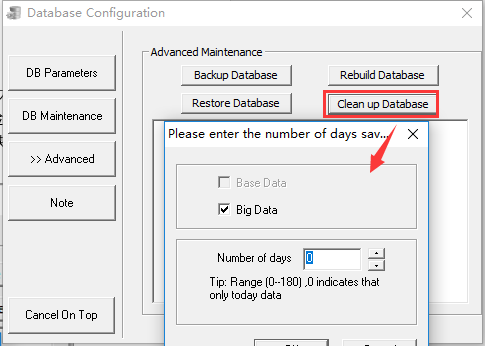 Database Configuration
DB Parameters
DB Maintenance
>> Advanced
Note
Cancel On Top
Advanced Maintenance
Backup Database
Rebuild Database
Restore Database
Clean up Database
Please enter the number of days sav...
Base Data
Big Data
Number of days
0
Tip: Range (0--180) ,0 indicates that
only today data